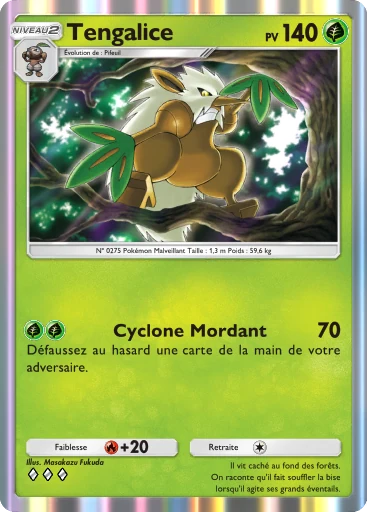 NIVEAU 2 Tengalice PV 140
Évolution de : Pifeuil
N° 0275 Pokémon Malveillant Taille : 1,3 m Poids : 59,6 kg
Cyclone Mordant 70
Défaussez au hasard une carte de la main de votre
adversaire.
Faiblesse +20 Retraite
Illus. Masakazu Fukuda
Il vit caché au fond des forêts.
On raconte qu'il fait souffler la bise
lorsqu'il agite ses grands éventails.